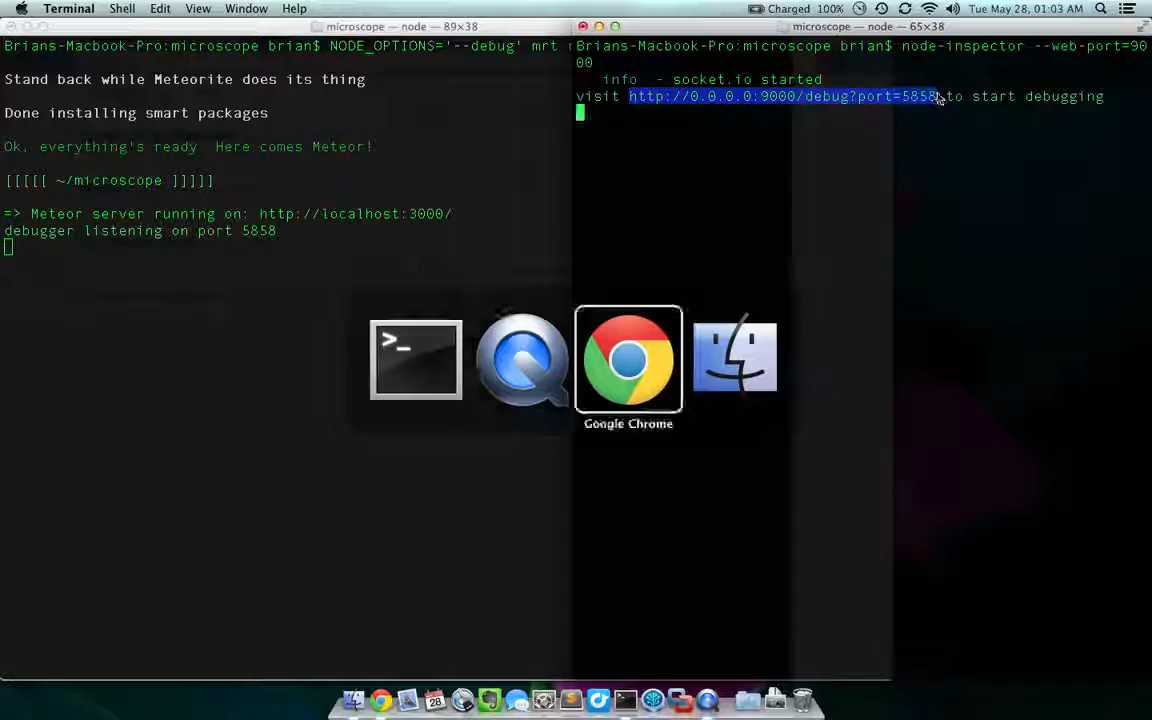 Terminal Shell Edit View Window Help
Charged 100% Tue May 28, 01:03 AM
microscope — node — 89×38
Brians-Macbook-Pro:microscope brian$ NODE_OPTIONS='--debug' mrt
Stand back while Meteorite does its thing
Done installing smart packages
Ok, everything's ready. Here comes Meteor!
[[[[[ ~/microscope ]]]]]
=> Meteor server running on: http://localhost:3000/
debugger listening on port 5858
microscope — node — 65×38
Brians-Macbook-Pro:microscope brian$ node-inspector --web-port=90
00
info - socket.io started
visit http://0.0.0.0:9000/debug?port=5858 to start debugging
>_
Google Chrome
28